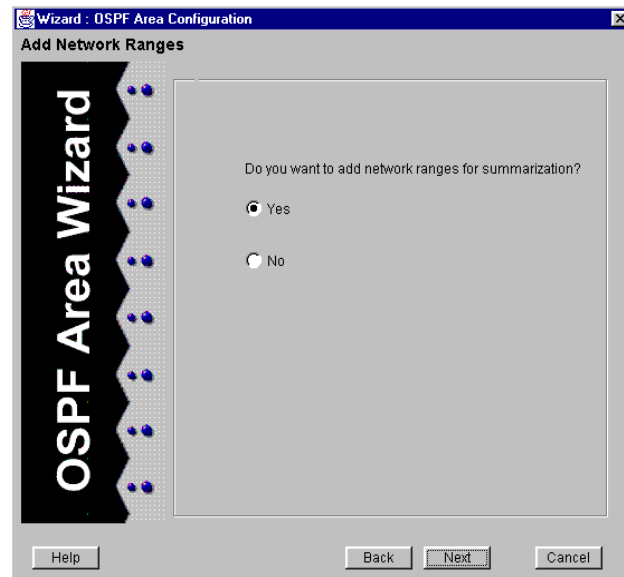 Wizard : OSPF Area Configuration
Add Network Ranges
OSPF Area Wizard
Do you want to add network ranges for summarization?
Yes
No
Help
Back
Next
Cancel